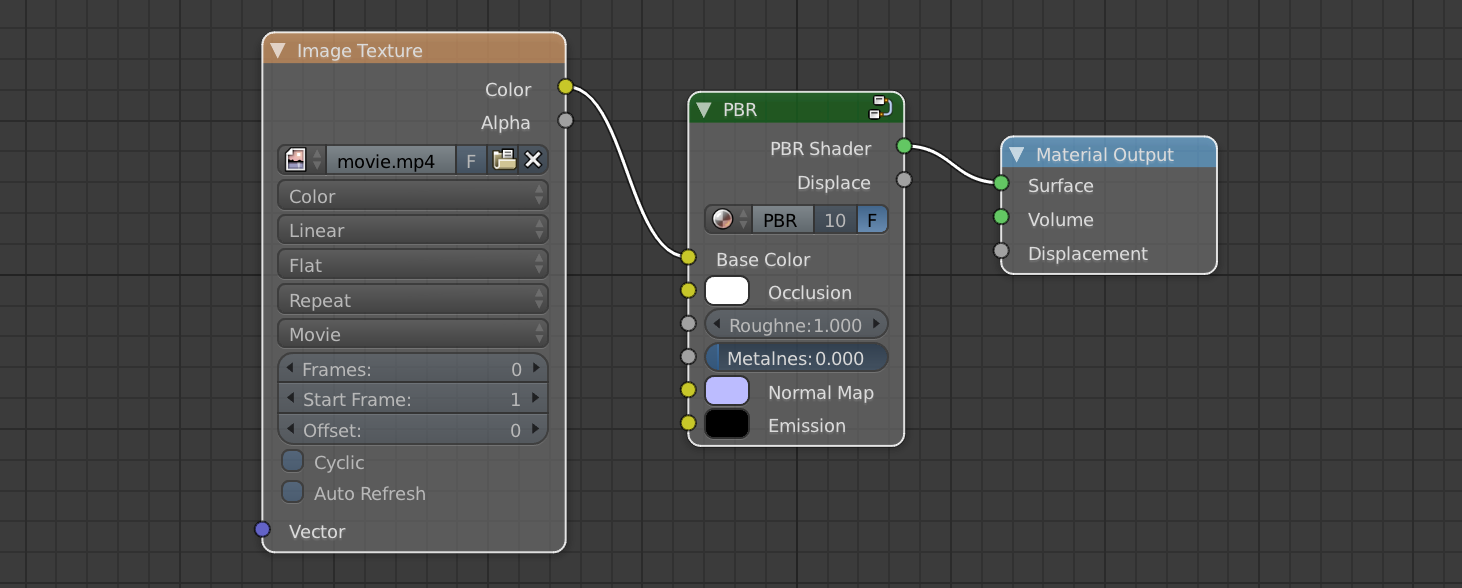 Image Texture
Color
Alpha
movie.mp4 F
Color
Linear
Flat
Repeat
Movie
Frames: 0
Start Frame: 1
Offset: 0
Cyclic
Auto Refresh
Vector
PBR
PBR Shader
Displace
PBR 10 F
Base Color
Occlusion
Roughne: 1.000
Metalnes: 0.000
Normal Map
Emission
Material Output
Surface
Volume
Displacement